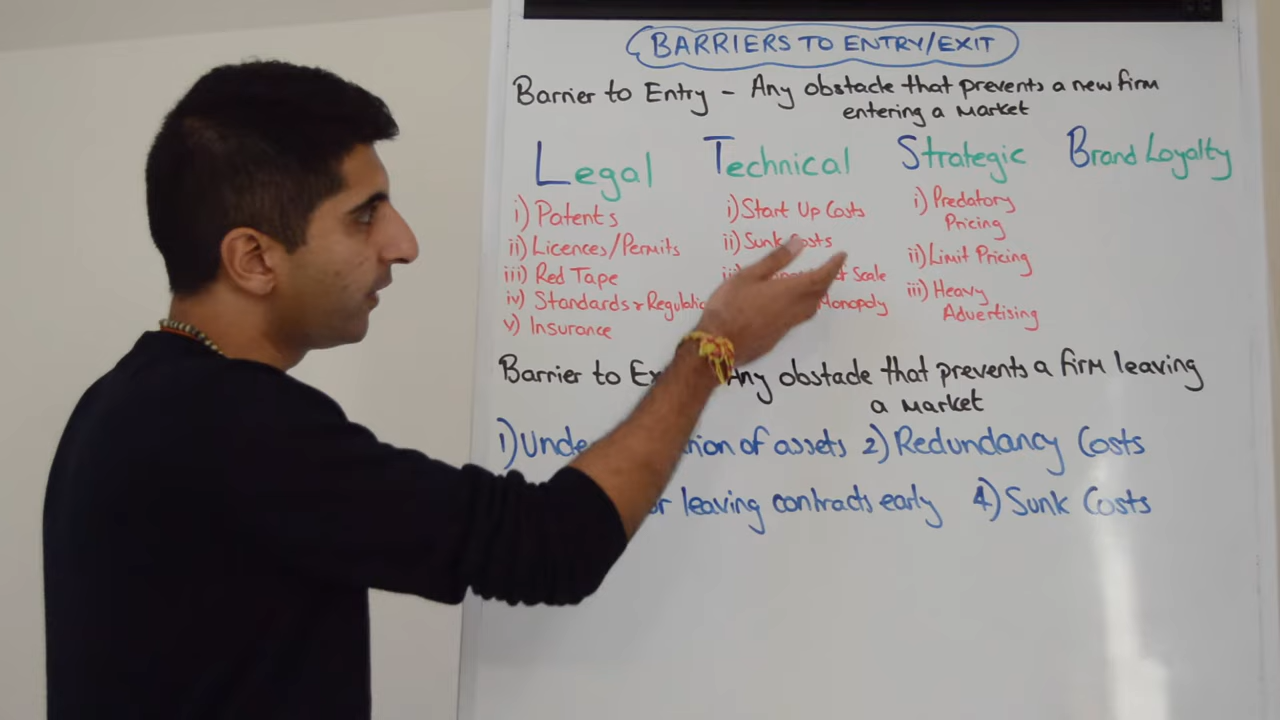 BARRIERS TO ENTRY/EXIT
Barrier to Entry - Any obstacle that prevents a new firm
entering a market
Legal
i) Patents
ii) Licences/Permits
iii) Red Tape
iv) Standards &
v) Insurance
Technical
i) Start Up Costs
ii) Sunk Costs
Scale
Monopoly
Strategic
i) Predatory
Pricing
ii) Limit Pricing
iii) Heavy
Advertising
Brand Loyalty
Barrier to Any obstacle that prevents a firm leaving
a market
1) of assets 2) Redundancy Costs
leaving contracts early 4) Sunk Costs